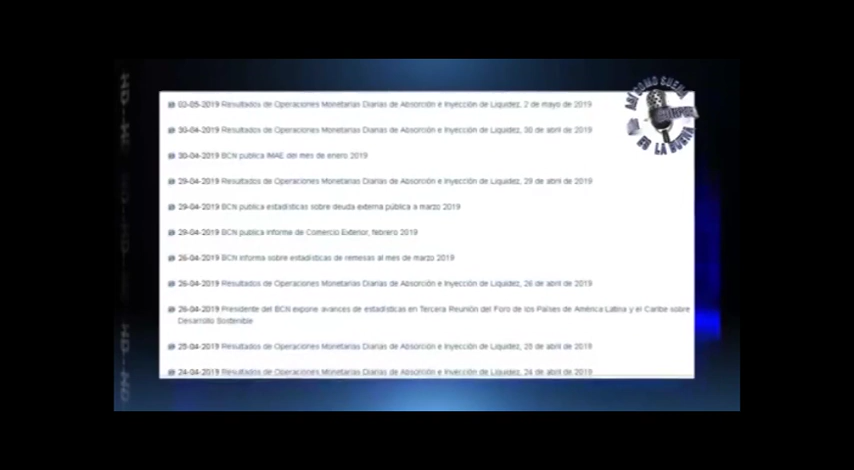 02-05-2019 Resultados de Operaciones Monetarias Diarias de Absorción e Inyección de Liquidez, 2 de mayo de 2019
30-04-2019 Resultados de Operaciones Monetarias Diarias de Absorción e Inyección de Liquidez, 30 de abril de 2019
30-04-2019 BCN publica IMAE del mes de enero 2019
29-04-2019 Resultados de Operaciones Monetarias Diarias de Absorción e Inyección de Liquidez, 29 de abril de 2019
29-04-2019 BCN publica estadísticas sobre deuda externa pública a marzo 2019
29-04-2019 BCN publica informe de Comercio Exterior, febrero 2019
26-04-2019 BCN informa sobre estadísticas de remesas al mes de marzo 2019
26-04-2019 Resultados de Operaciones Monetarias Diarias de Absorción e Inyección de Liquidez, 26 de abril de 2019
26-04-2019 Presidente del BCN expone avances de estadísticas en Tercera Reunión del Foro de los Países de América Latina y el Caribe sobre
Desarrollo Sostenible
25-04-2019 Resultados de Operaciones Monetarias Diarias de Absorción e Inyección de Liquidez, 25 de abril de 2019
24-04-2019 Resultados de Operaciones Monetarias Diarias de Absorción e Inyección de Liquidez, 24 de abril de 2019
ASÍ COMO SUENA
ES LA BUENA